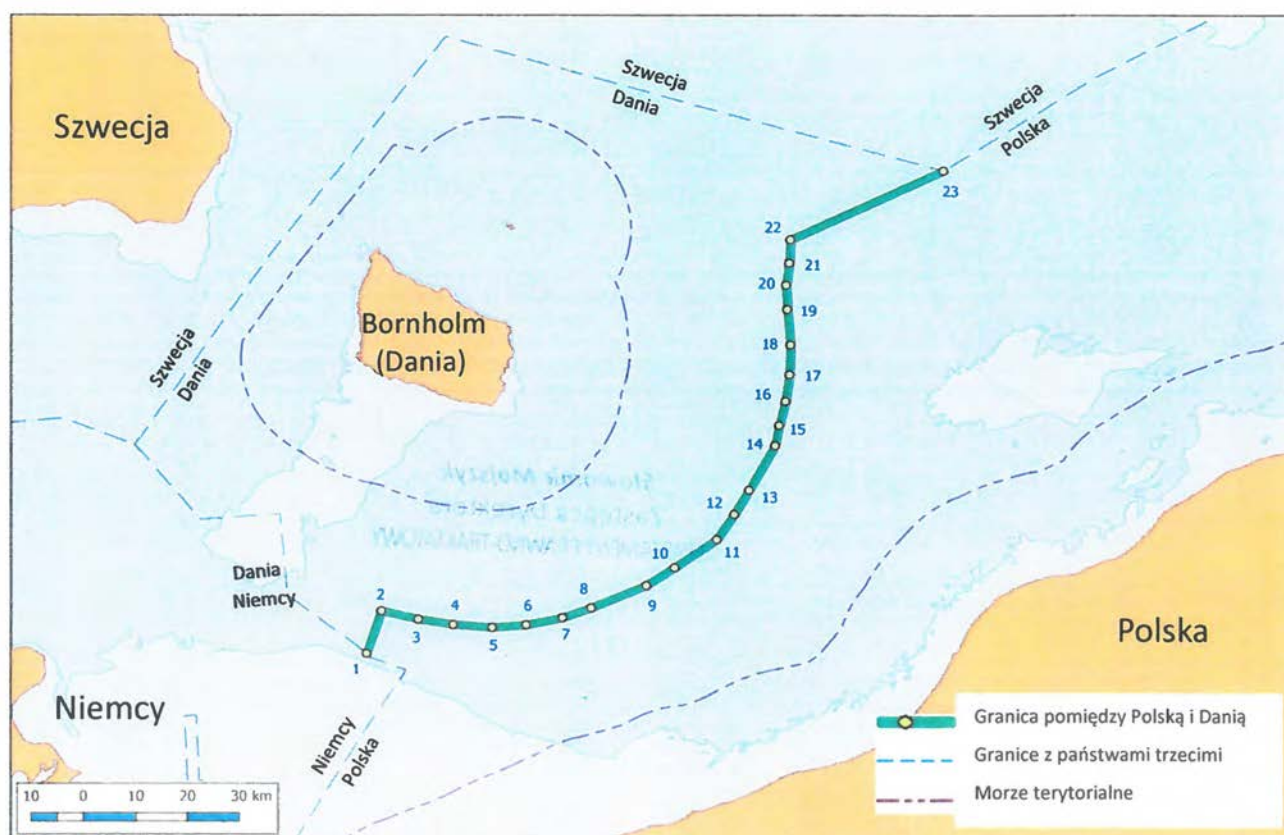 Szwecja
Dania
Szwecja
Polska
Szwecja
23
22
21
20
19
18
17
16
15
14
13
12
11
10
9
8
7
6
5
4
3
2
1
Bornholm
(Dania)
Szwecja
Dania
Dania
Niemcy
Niemcy
Niemcy
Polska
Polska
Granica pomiędzy Polską i Danią
Granice z państwami trzecimi
Morze terytorialne
10 0 10 20 30 km